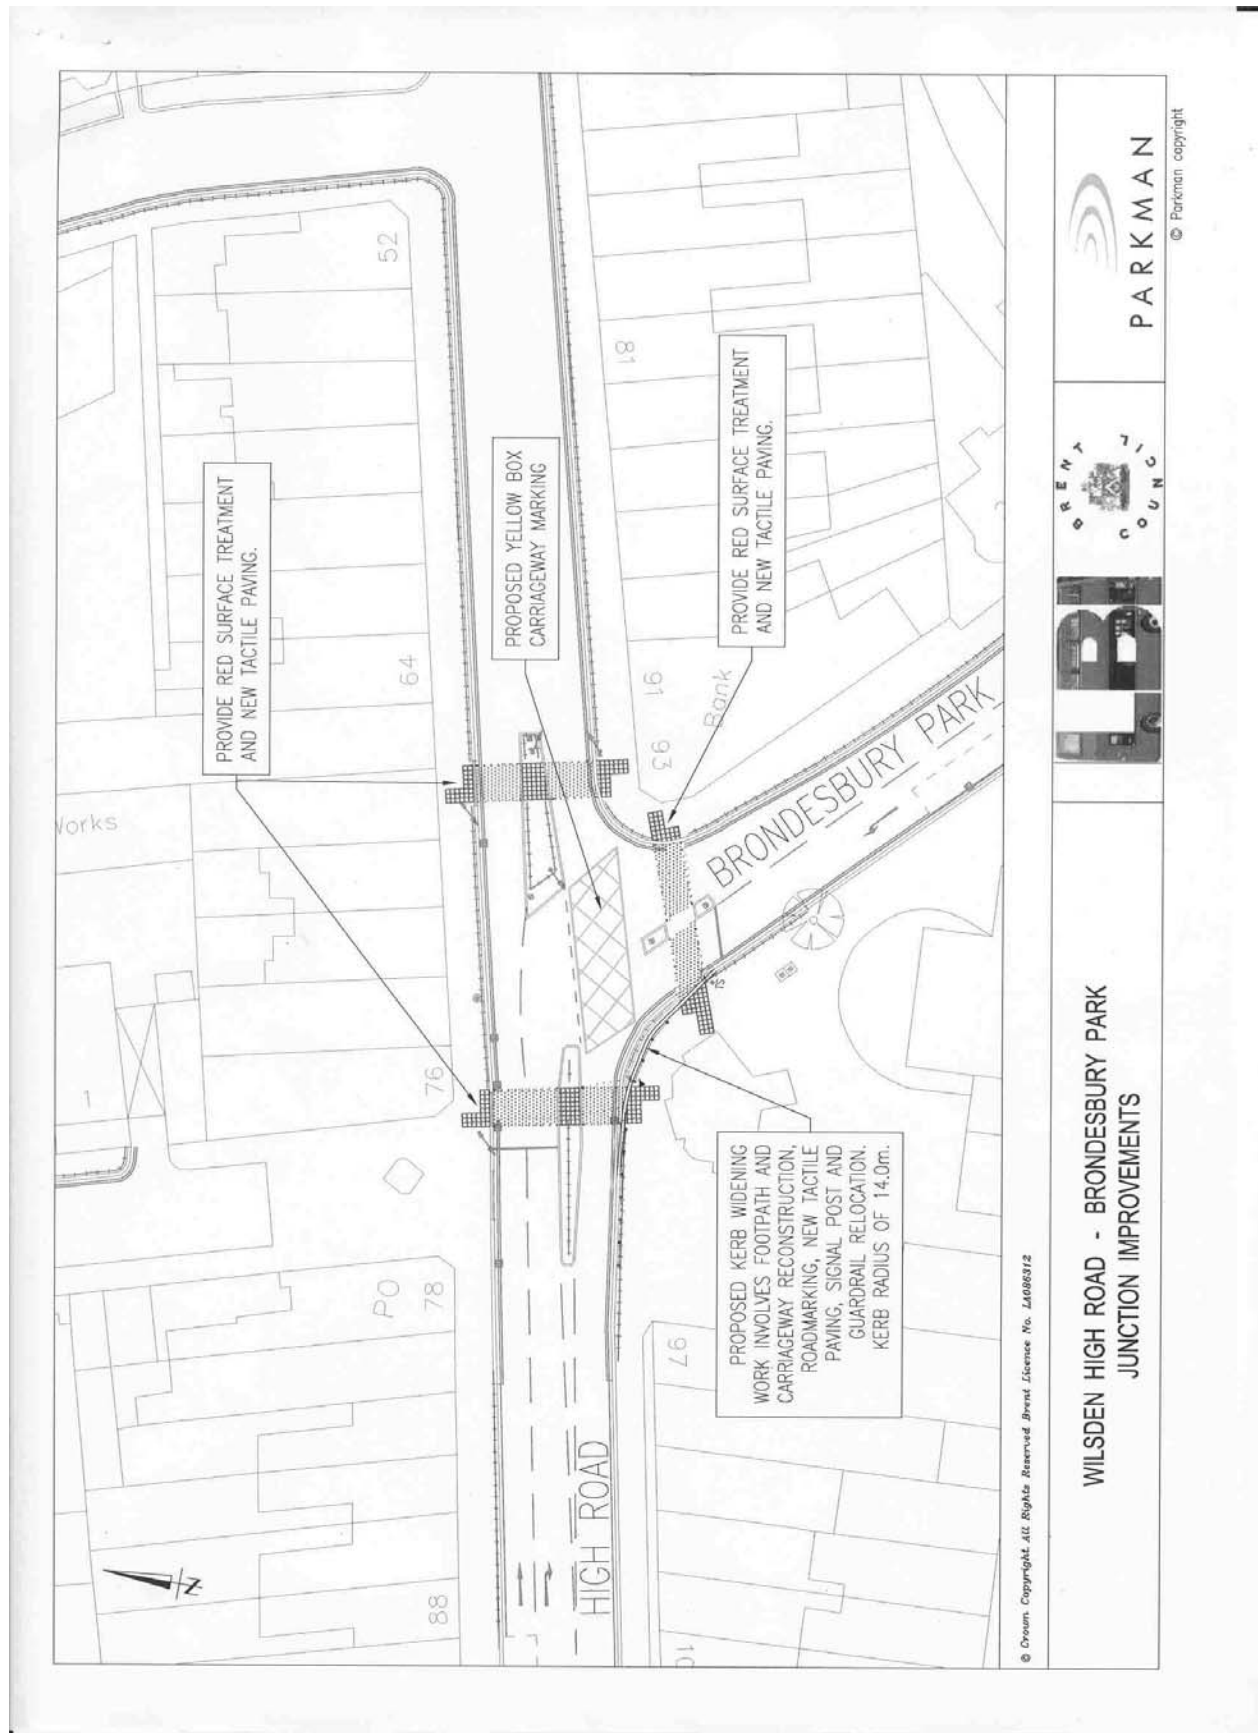 PROVIDE RED SURFACE TREATMENT
AND NEW TACTILE PAVING.
PROPOSED YELLOW BOX
CARRIAGEWAY MARKING
PROVIDE RED SURFACE TREATMENT
AND NEW TACTILE PAVING.
PROPOSED KERB WIDENING
WORK INVOLVES FOOTPATH AND
CARRIAGEWAY RECONSTRUCTION,
ROADMARKING, NEW TACTILE
PAVING, SIGNAL POST AND
GUARDRAIL RELOCATION.
KERB RADIUS OF 14.0m.
88
PO
78
1
76
Works
64
52
HIGH ROAD
97
BRONDESBURY PARK
93
91
Bank
81
N
© Crown Copyright. All Rights Reserved Brent Licence No. LA086312
WILSDEN HIGH ROAD - BRONDESBURY PARK
JUNCTION IMPROVEMENTS
BRENT COUNCIL
PARKMAN
© Parkman copyright